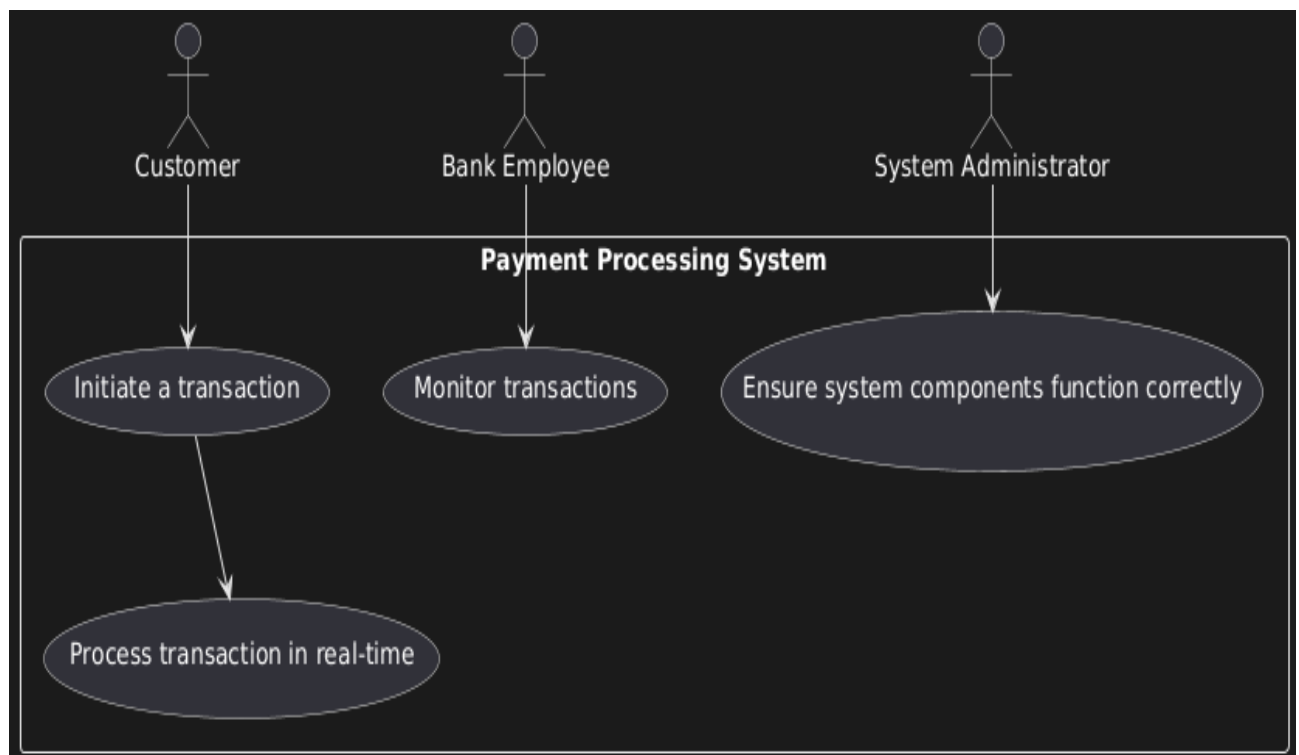 Customer
Bank Employee
System Administrator
Payment Processing System
Initiate a transaction
Monitor transactions
Ensure system components function correctly
Process transaction in real-time